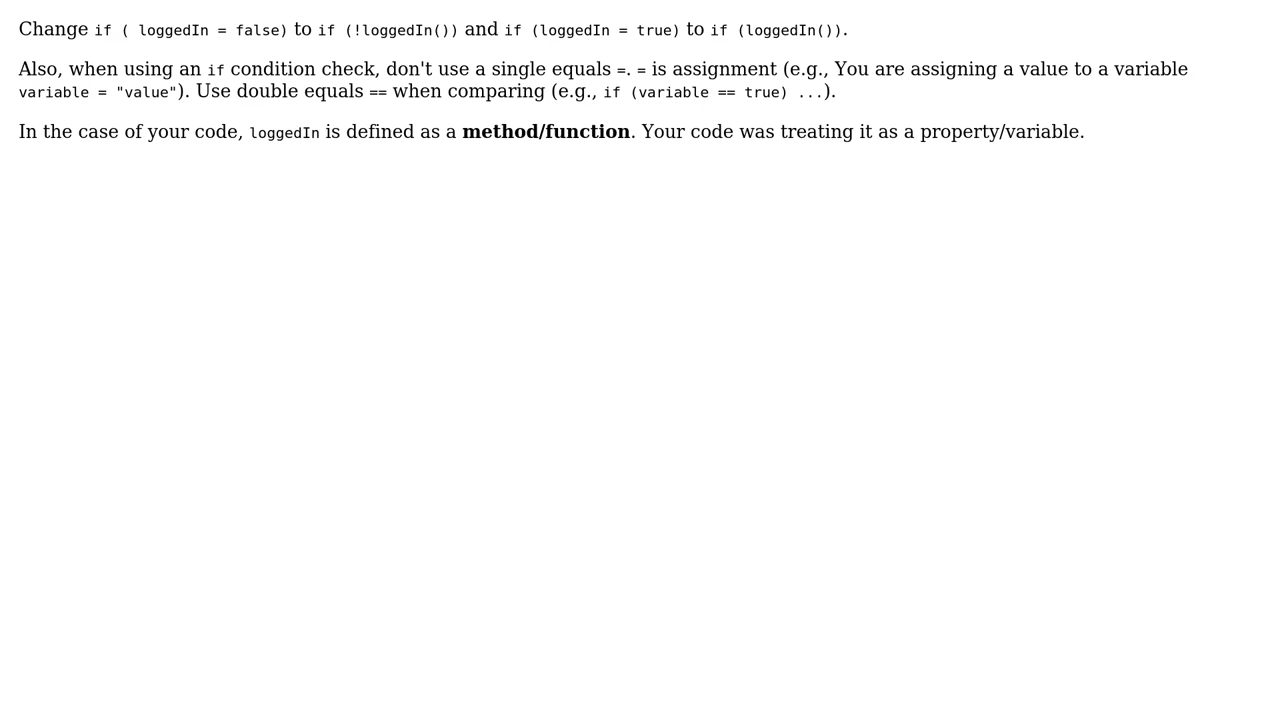 Change if ( loggedIn = false) to if (!loggedIn()) and if (loggedIn = true) to if (loggedIn()).
Also, when using an if condition check, don't use a single equals =. = is assignment (e.g., You are assigning a value to a variable
variable = "value"). Use double equals == when comparing (e.g., if (variable == true) ...).
In the case of your code, loggedIn is defined as a method/function. Your code was treating it as a property/variable.